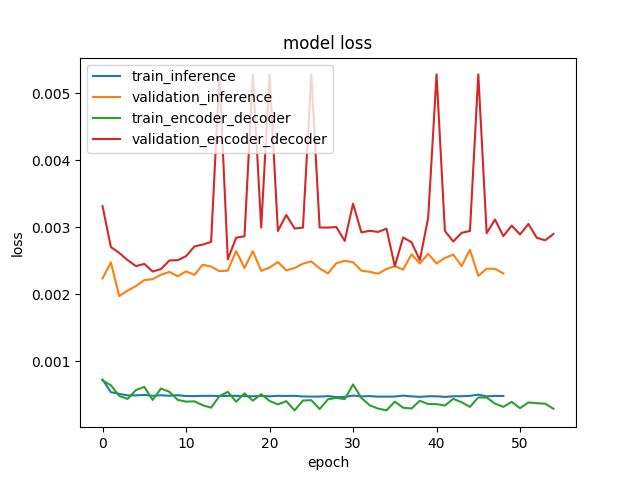 model loss
train_inference
validation_inference
train_encoder_decoder
validation_encoder_decoder
0.005
0.004
0.003
0.002
0.001
loss
0 10 20 30 40 50
epoch